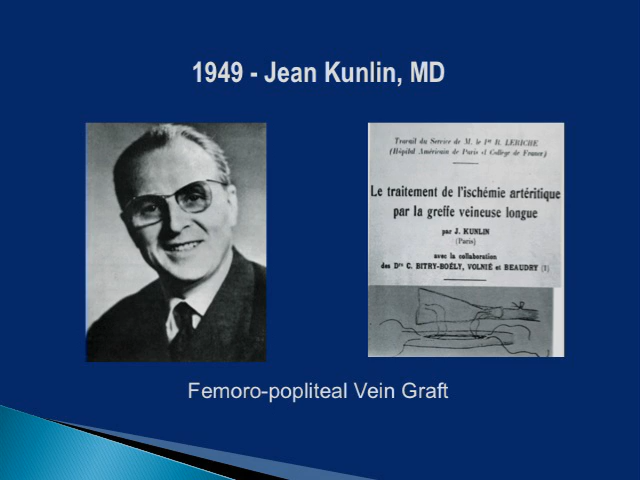 1949 - Jean Kunlin, MD
Travail du Service de M. le Pr R. LERICHE
(Hôpital Américain de Paris et Collège de France)
Le traitement de l'ischémie artéritique
par la greffe veineuse longue
par J. KUNLIN
(Paris)
avec la collaboration
des Drs C. BITRY-BOËLY, VOLNIÉ et BEAUDRY (1)
Femoro-popliteal Vein Graft